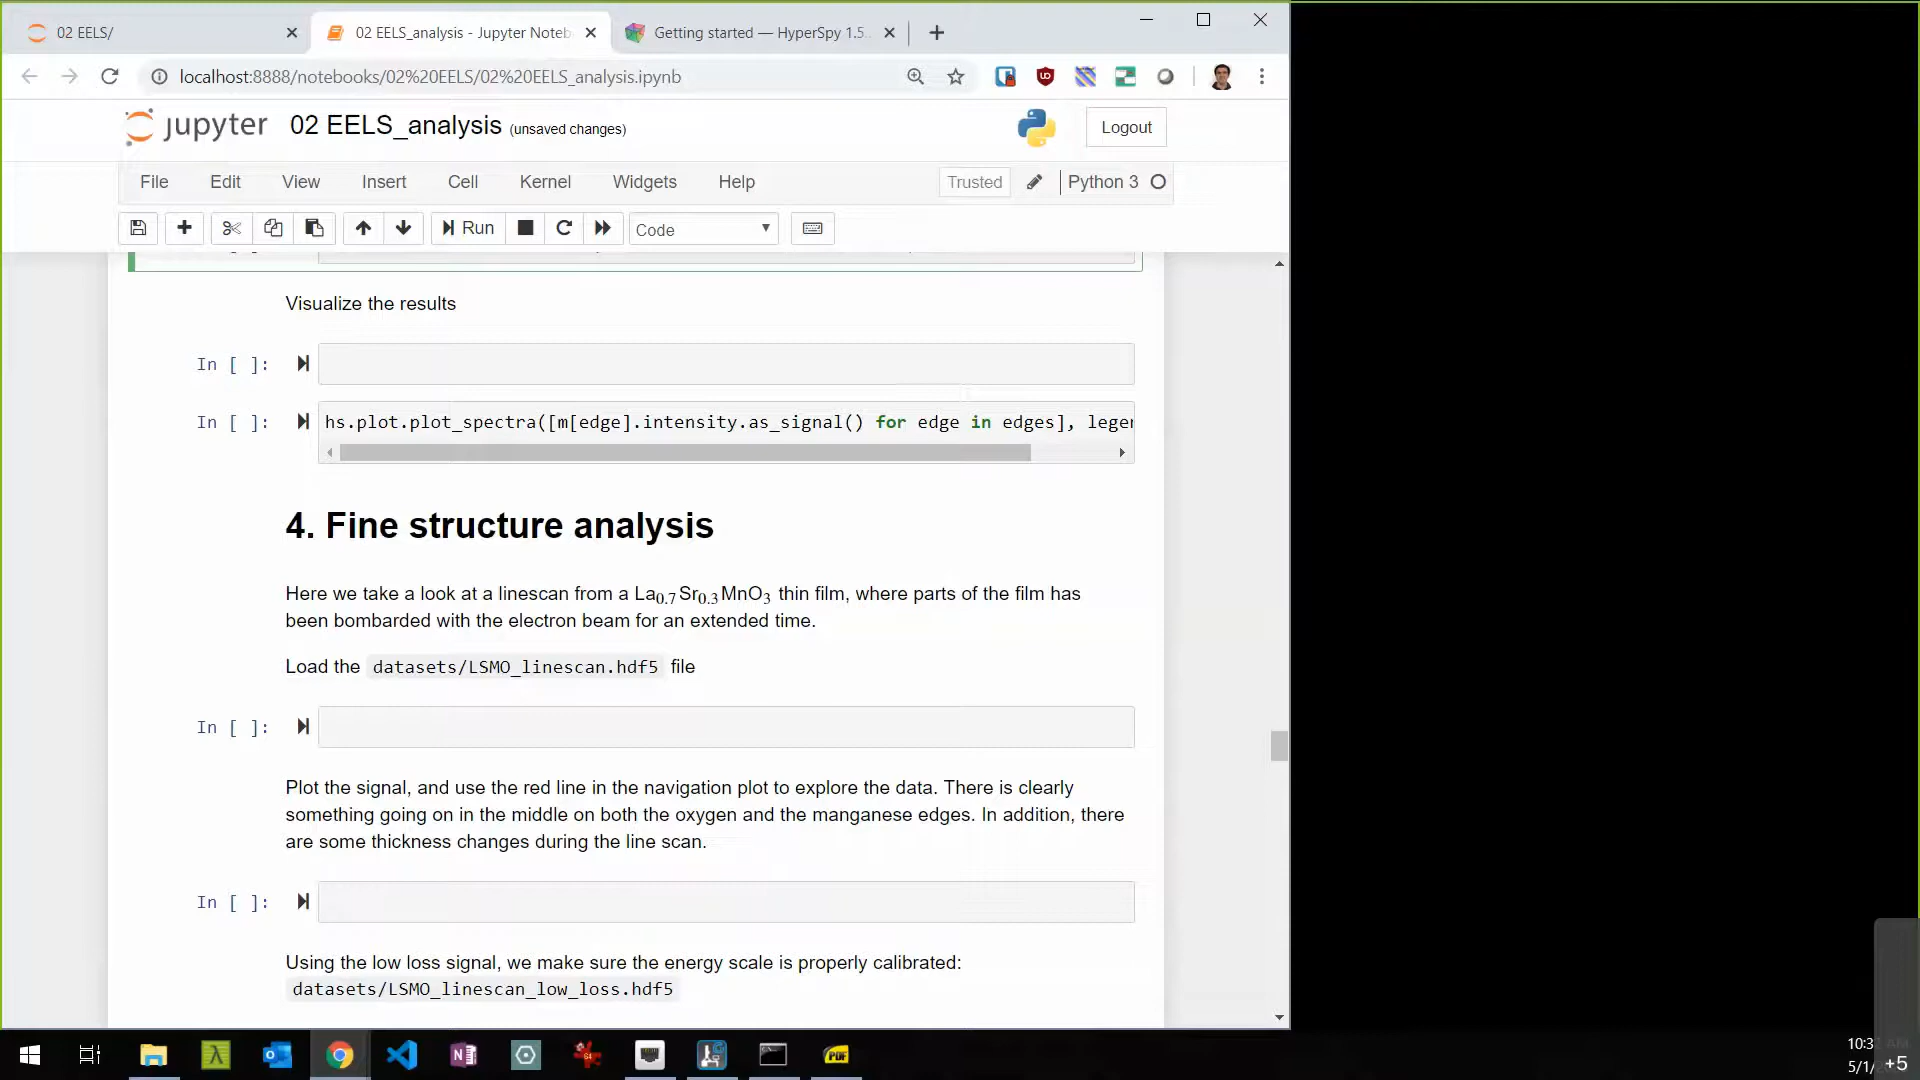 02 EELS/
02 EELS_analysis - Jupyter Noteb
Getting started — HyperSpy 1.5..
localhost:8888/notebooks/02%20EELS/02%20EELS_analysis.ipynb
jupyter 02 EELS_analysis (unsaved changes)
Logout
File Edit View Insert Cell Kernel Widgets Help
Trusted Python 3
Run
Code
Visualize the results
In [ ]:
In [ ]: hs.plot.plot_spectra([m[edge].intensity.as_signal() for edge in edges], leger
4. Fine structure analysis
Here we take a look at a linescan from a La0.7Sr0.3MnO3 thin film, where parts of the film has
been bombarded with the electron beam for an extended time.
Load the datasets/LSMO_linescan.hdf5 file
In [ ]:
Plot the signal, and use the red line in the navigation plot to explore the data. There is clearly
something going on in the middle on both the oxygen and the manganese edges. In addition, there
are some thickness changes during the line scan.
In [ ]:
Using the low loss signal, we make sure the energy scale is properly calibrated:
datasets/LSMO_linescan_low_loss.hdf5
PDF
5/1/
+5